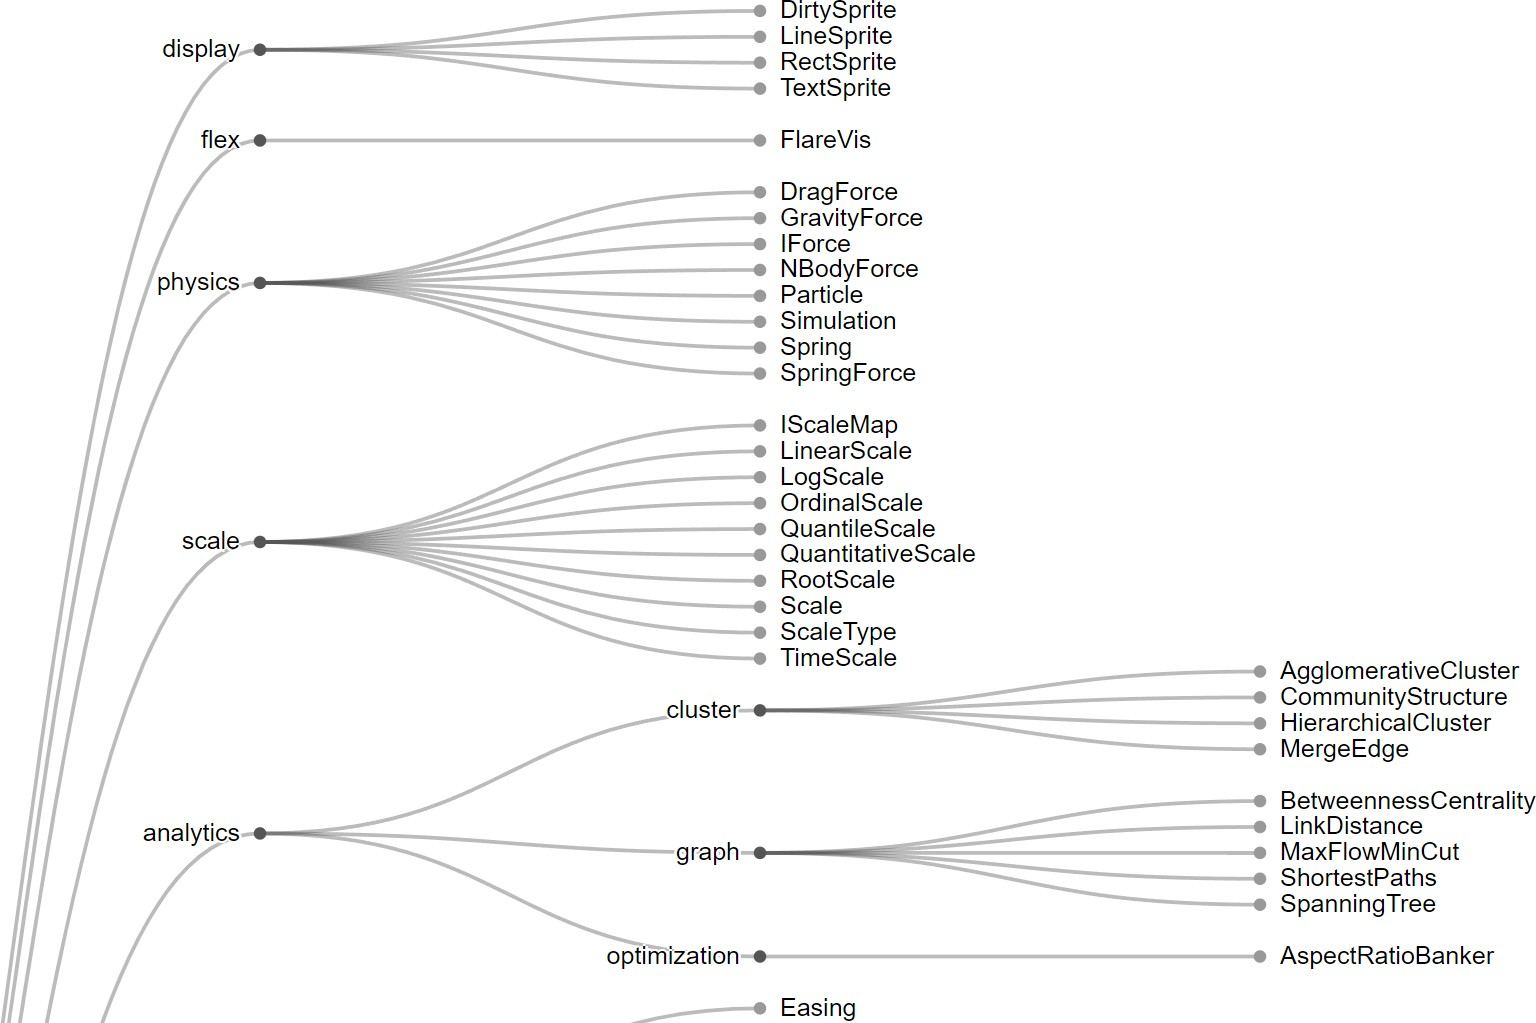 DirtySprite
LineSprite
display
RectSprite
TextSprite
flex
FlareVis
DragForce
GravityForce
IForce
NBodyForce
physics
Particle
Simulation
Spring
SpringForce
IScaleMap
LinearScale
LogScale
OrdinalScale
QuantileScale
scale
QuantitativeScale
RootScale
Scale
ScaleType
TimeScale
AgglomerativeCluster
CommunityStructure
cluster
HierarchicalCluster
MergeEdge
BetweennessCentrality
LinkDistance
analytics
graph
MaxFlowMinCut
ShortestPaths
SpanningTree
optimization
AspectRatioBanker
Easing